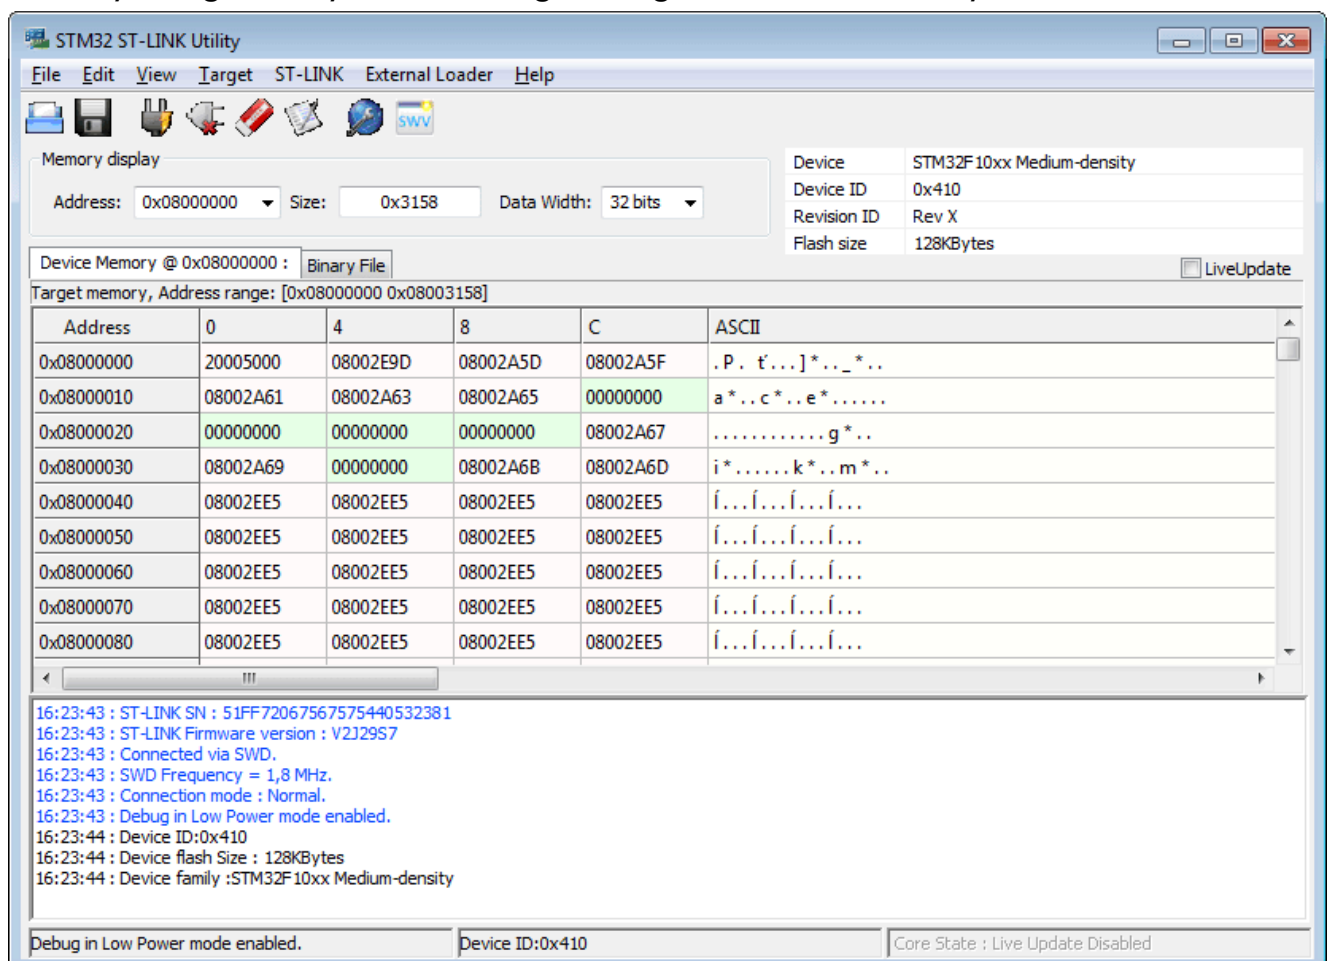 STM32 ST-LINK Utility
File Edit View Target ST-LINK External Loader Help
SWV
Memory display
Address: 0x08000000 Size: 0x3158 Data Width: 32 bits
Device STM32F10xx Medium-density
Device ID 0x410
Revision ID Rev X
Flash size 128KBytes
Device Memory @ 0x08000000 : Binary File
LiveUpdate
Target memory, Address range: [0x08000000 0x08003158]
Address 0 4 8 C ASCII
0x08000000 20005000 08002E9D 08002A5D 08002A5F .P. ť...]*.._*..
0x08000010 08002A61 08002A63 08002A65 00000000 a*..c*..e*......
0x08000020 00000000 00000000 00000000 08002A67 ............g*..
0x08000030 08002A69 00000000 08002A6B 08002A6D i*......k*..m*..
0x08000040 08002EE5 08002EE5 08002EE5 08002EE5 Í...Í...Í...Í...
0x08000050 08002EE5 08002EE5 08002EE5 08002EE5 Í...Í...Í...Í...
0x08000060 08002EE5 08002EE5 08002EE5 08002EE5 Í...Í...Í...Í...
0x08000070 08002EE5 08002EE5 08002EE5 08002EE5 Í...Í...Í...Í...
0x08000080 08002EE5 08002EE5 08002EE5 08002EE5 Í...Í...Í...Í...
16:23:43 : ST-LINK SN : 51FF72067567575440532381
16:23:43 : ST-LINK Firmware version : V2J29S7
16:23:43 : Connected via SWD.
16:23:43 : SWD Frequency = 1,8 MHz.
16:23:43 : Connection mode : Normal.
16:23:43 : Debug in Low Power mode enabled.
16:23:44 : Device ID:0x410
16:23:44 : Device flash Size : 128KBytes
16:23:44 : Device family :STM32F10xx Medium-density
Debug in Low Power mode enabled. Device ID:0x410 Core State : Live Update Disabled